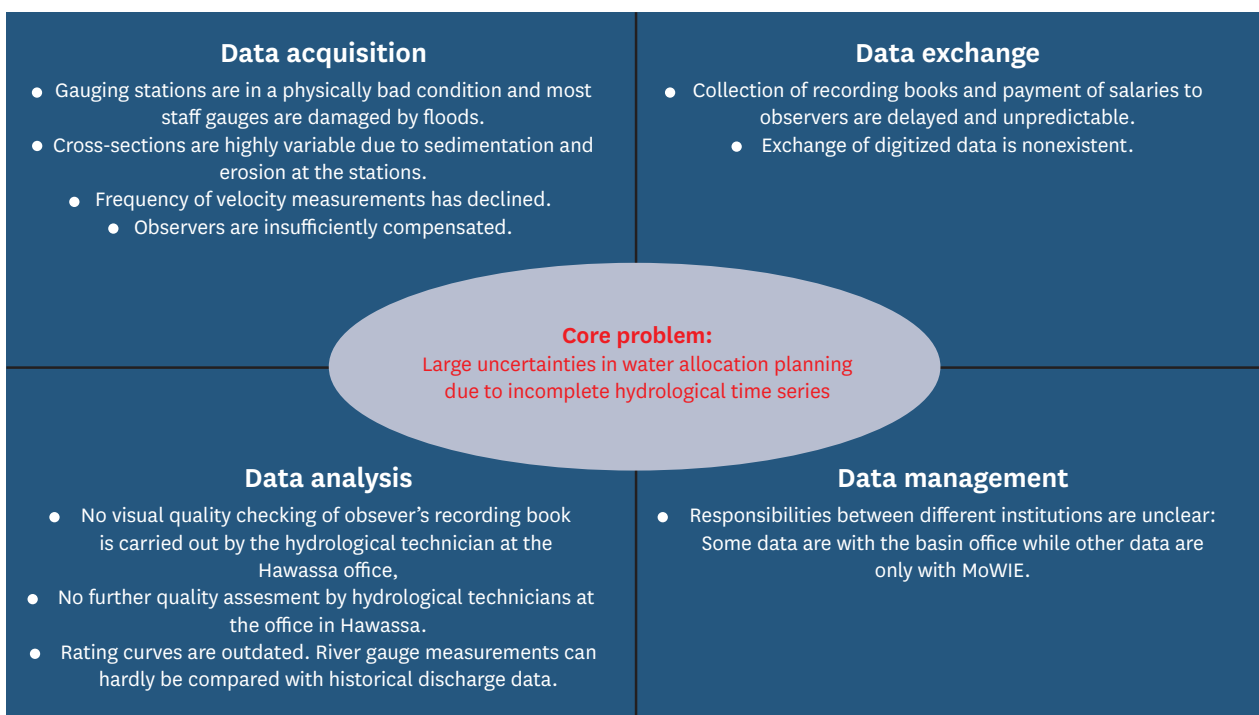 Data acquisition
● Gauging stations are in a physically bad condition and most
staff gauges are damaged by floods.
● Cross-sections are highly variable due to sedimentation and
erosion at the stations.
● Frequency of velocity measurements has declined.
● Observers are insufficiently compensated.
Data exchange
● Collection of recording books and payment of salaries to
observers are delayed and unpredictable.
● Exchange of digitized data is nonexistent.
Core problem:
Large uncertainties in water allocation planning
due to incomplete hydrological time series
Data analysis
● No visual quality checking of obsever's recording book
is carried out by the hydrological technician at the
Hawassa office,
● No further quality assesment by hydrological technicians at
the office in Hawassa.
● Rating curves are outdated. River gauge measurements can
hardly be compared with historical discharge data.
Data management
● Responsibilities between different institutions are unclear:
Some data are with the basin office while other data are
only with MoWIE.